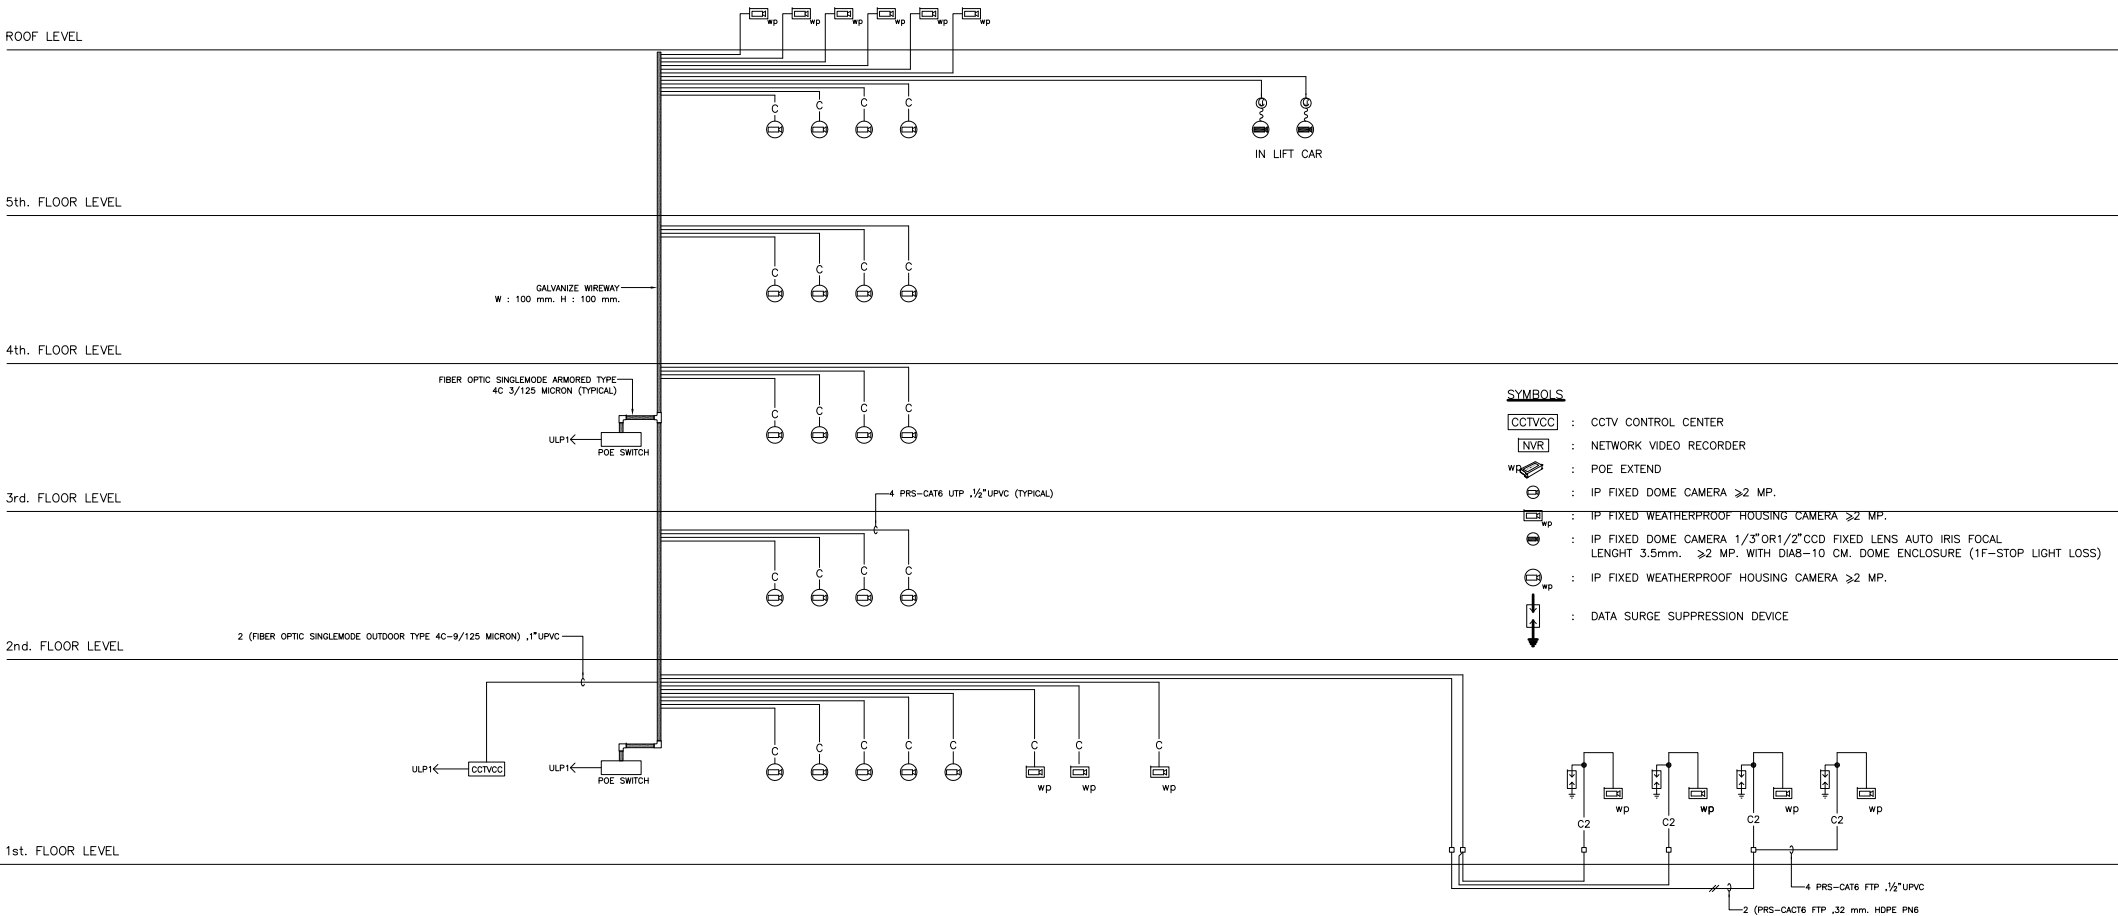 wp wp wp wp wp wp
ROOF LEVEL
C C C C
IN LIFT CAR
5th. FLOOR LEVEL
C C C C
GALVANIZE WIREWAY
W : 100 mm. H : 100 mm.
4th. FLOOR LEVEL
FIBER OPTIC SINGLEMODE ARMORED TYPE
4C 3/125 MICRON (TYPICAL)
C C C C
ULP1
POE SWITCH
SYMBOLS
CCTVCC : CCTV CONTROL CENTER
NVR : NETWORK VIDEO RECORDER
wp : POE EXTEND
: IP FIXED DOME CAMERA ⩾2 MP.
wp : IP FIXED WEATHERPROOF HOUSING CAMERA ⩾2 MP.
: IP FIXED DOME CAMERA 1/3"OR1/2"CCD FIXED LENS AUTO IRIS FOCAL
LENGHT 3.5mm. ⩾2 MP. WITH DIA8-10 CM. DOME ENCLOSURE (1F-STOP LIGHT LOSS)
wp : IP FIXED WEATHERPROOF HOUSING CAMERA ⩾2 MP.
: DATA SURGE SUPPRESSION DEVICE
3rd. FLOOR LEVEL
4 PRS-CAT6 UTP ,½"UPVC (TYPICAL)
C C C C
2 (FIBER OPTIC SINGLEMODE OUTDOOR TYPE 4C-9/125 MICRON) ,1"UPVC
2nd. FLOOR LEVEL
C C C C C C C C
ULP1 CCTVCC
ULP1
POE SWITCH
wp wp wp
wp wp wp wp
C2 C2 C2 C2
1st. FLOOR LEVEL
4 PRS-CAT6 FTP ,½"UPVC
2 (PRS-CACT6 FTP ,32 mm. HDPE PN6